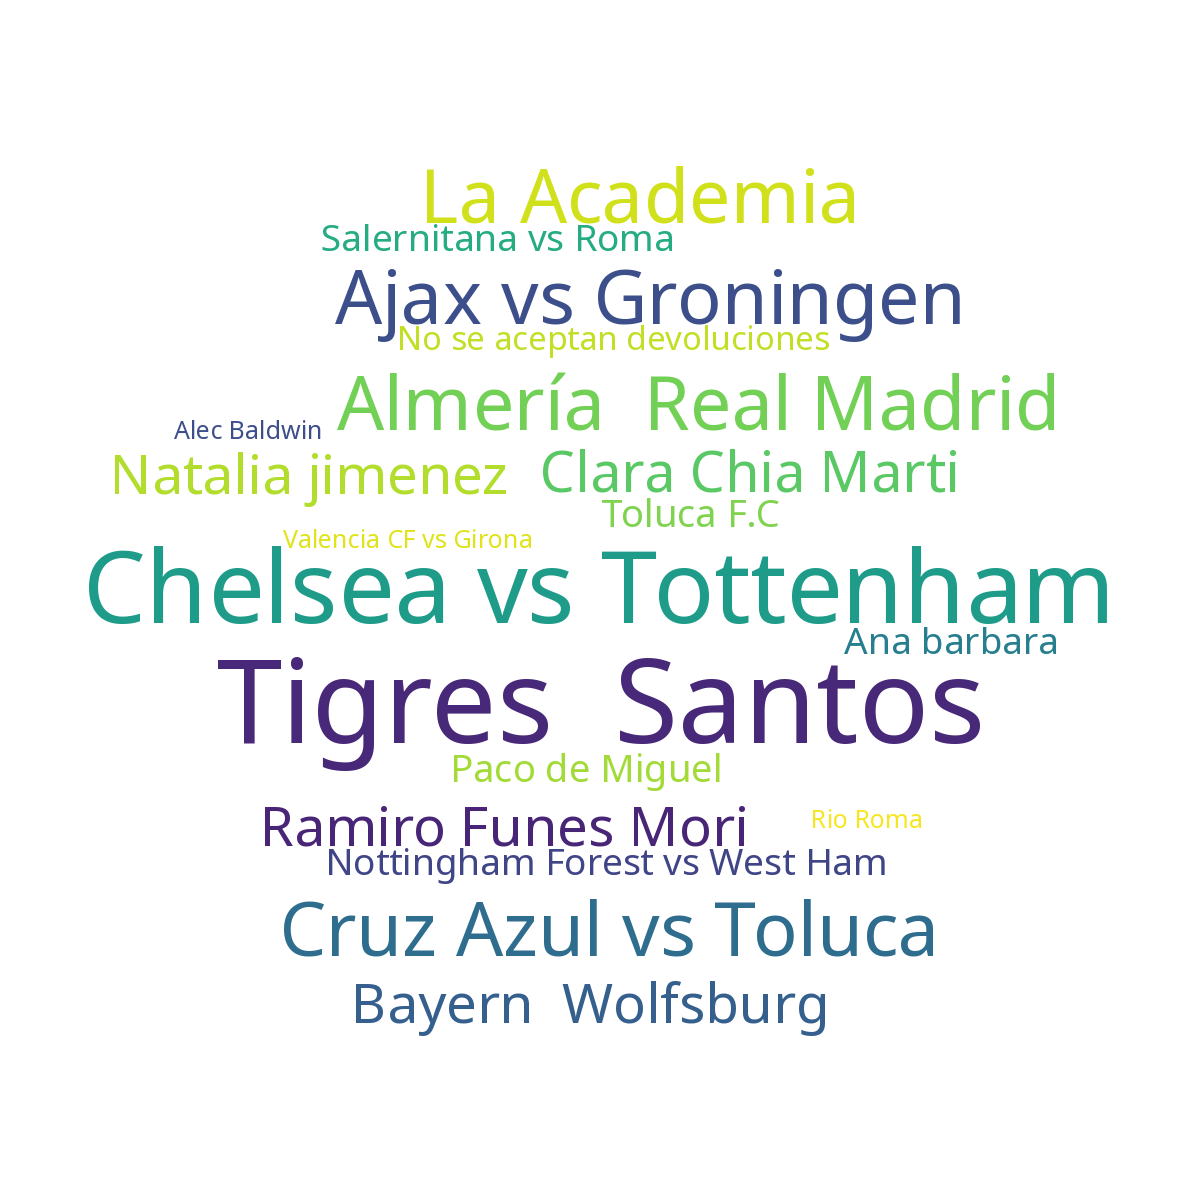 La Academia
Salernitana vs Roma
Ajax vs Groningen
No se aceptan devoluciones
Almería  Real Madrid
Alec Baldwin
Natalia jimenez
Clara Chia Marti
Toluca F.C
Valencia CF vs Girona
Chelsea vs Tottenham
Ana barbara
Tigres  Santos
Paco de Miguel
Ramiro Funes Mori
Rio Roma
Nottingham Forest vs West Ham
Cruz Azul vs Toluca
Bayern  Wolfsburg